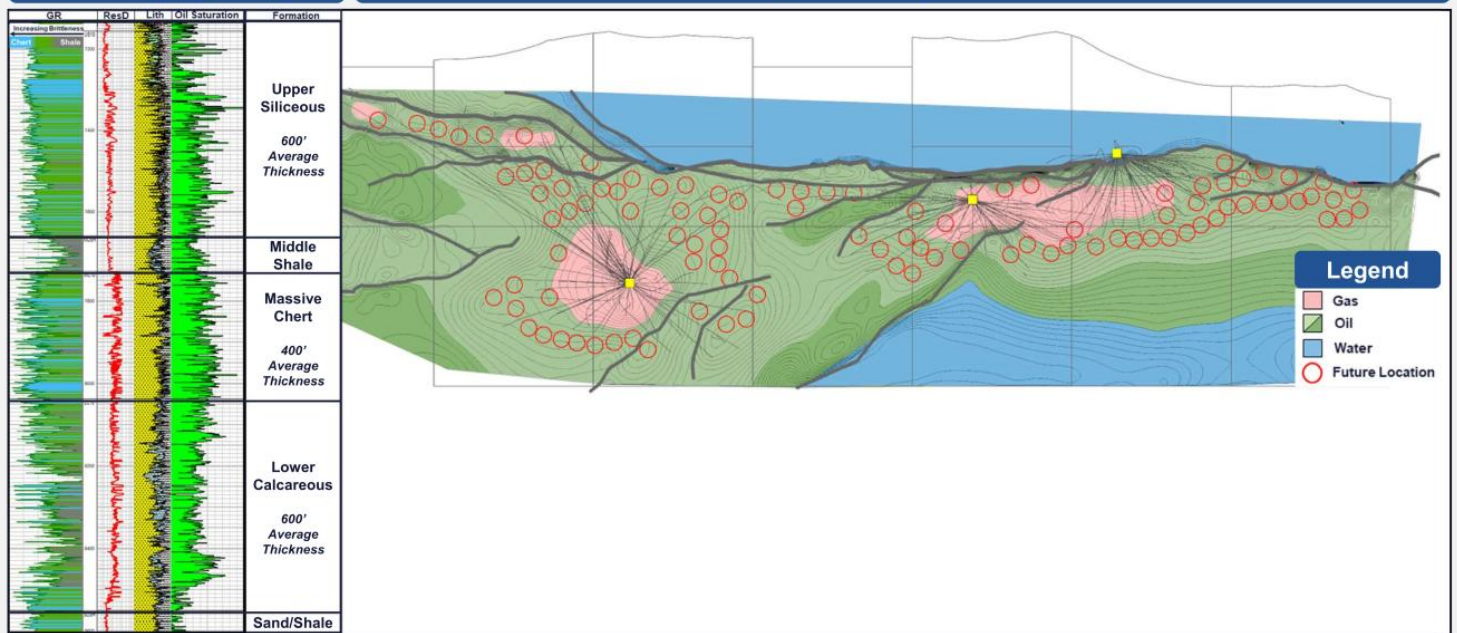 GR
ResD
Lith
Oil Saturation
Formation
Increasing Brittleness
Chert
Shale
Upper
Siliceous
600'
Average
Thickness
Middle
Shale
Massive
Chert
400'
Average
Thickness
Lower
Calcareous
600'
Average
Thickness
Sand/Shale
Legend
Gas
Oil
Water
Future Location